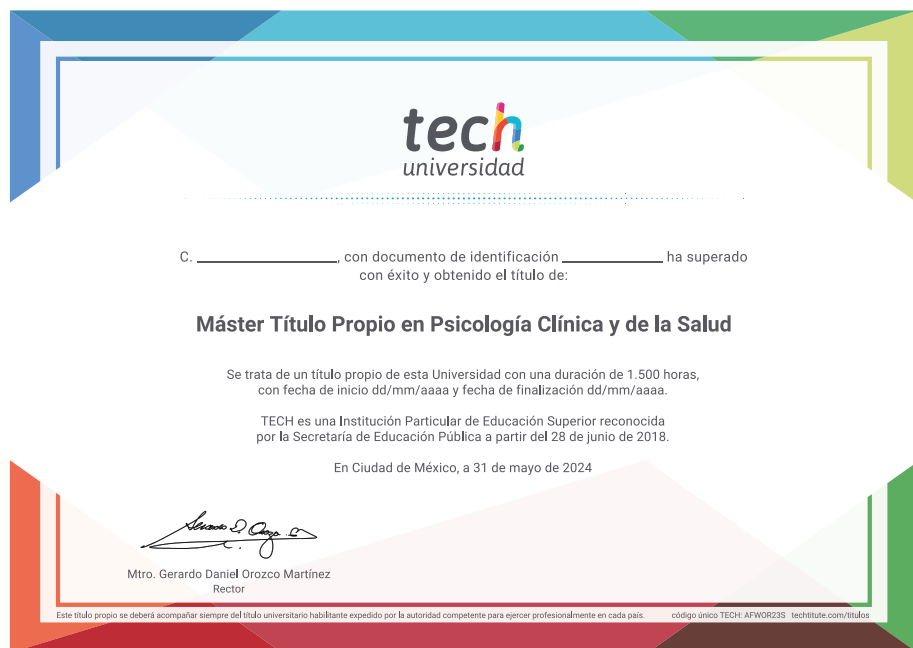 tech
universidad
C. ____________, con documento de identificación ____________ ha superado
con éxito y obtenido el título de:
Máster Título Propio en Psicología Clínica y de la Salud
Se trata de un título propio de esta Universidad con una duración de 1.500 horas,
con fecha de inicio dd/mm/aaaa y fecha de finalización dd/mm/aaaa.
TECH es una Institución Particular de Educación Superior reconocida
por la Secretaría de Educación Pública a partir del 28 de junio de 2018.
En Ciudad de México, a 31 de mayo de 2024
Mtro. Gerardo Daniel Orozco Martínez
Rector
Este título propio se deberá acompañar siempre del título universitario habilitante expedido por la autoridad competente para ejercer profesionalmente en cada país. código único TECH: AFWOR23S techtitute.com/titulos